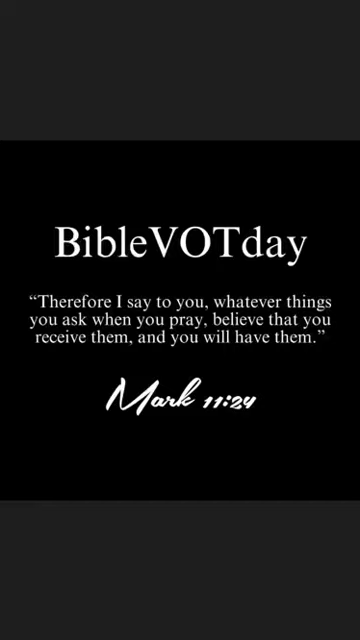 BibleVOTday
“Therefore I say to you, whatever things
you ask when you pray, believe that you
receive them, and you will have them.”
Mark 11:24